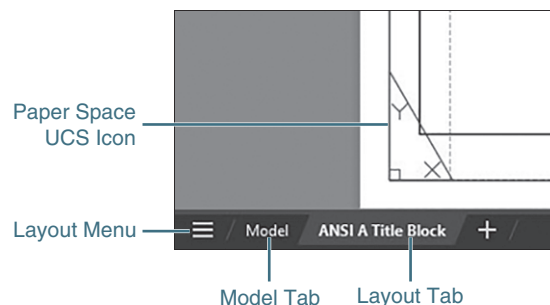 Paper Space
UCS Icon
Y
X
Layout Menu
Model
ANSI A Title Block
Model Tab
Layout Tab